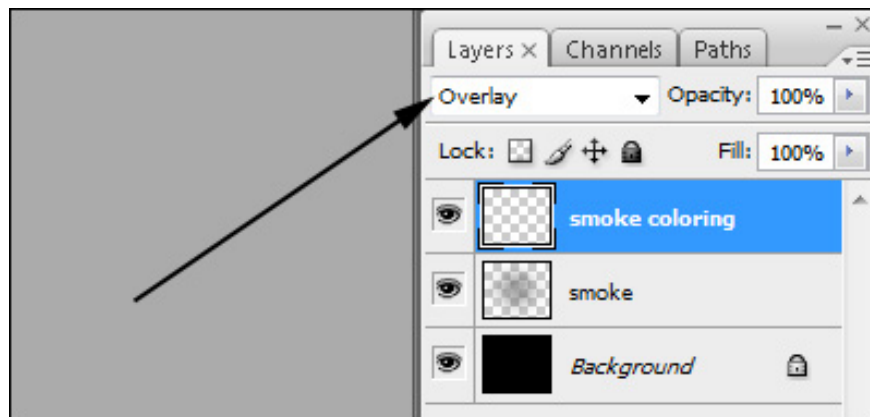 Layers × Channels Paths
Overlay Opacity: 100%
Lock: Fill: 100%
smoke coloring
smoke
Background